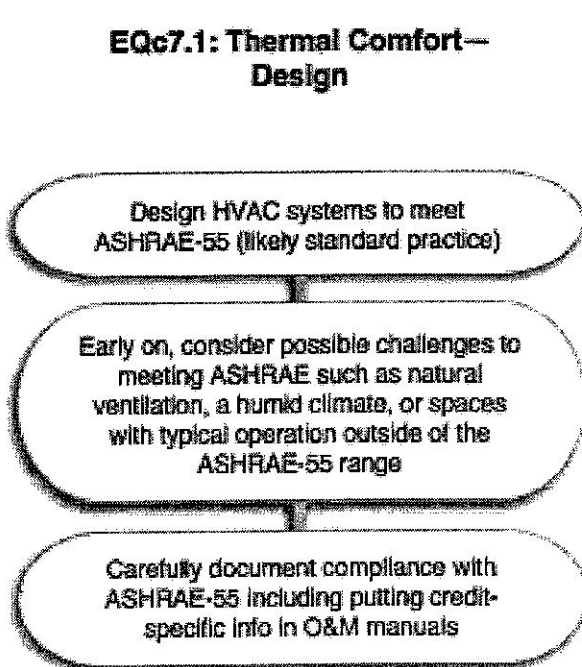 EQc7.1: Thermal Comfort—
Design
Design HVAC systems to meet
ASHRAE-55 (likely standard practice)
Early on, consider possible challenges to
meeting ASHRAE such as natural
ventilation, a humid climate, or spaces
with typical operation outside of the
ASHRAE-55 range
Carefully document compliance with
ASHRAE-55 including putting credit-
specific info in O&M manuals